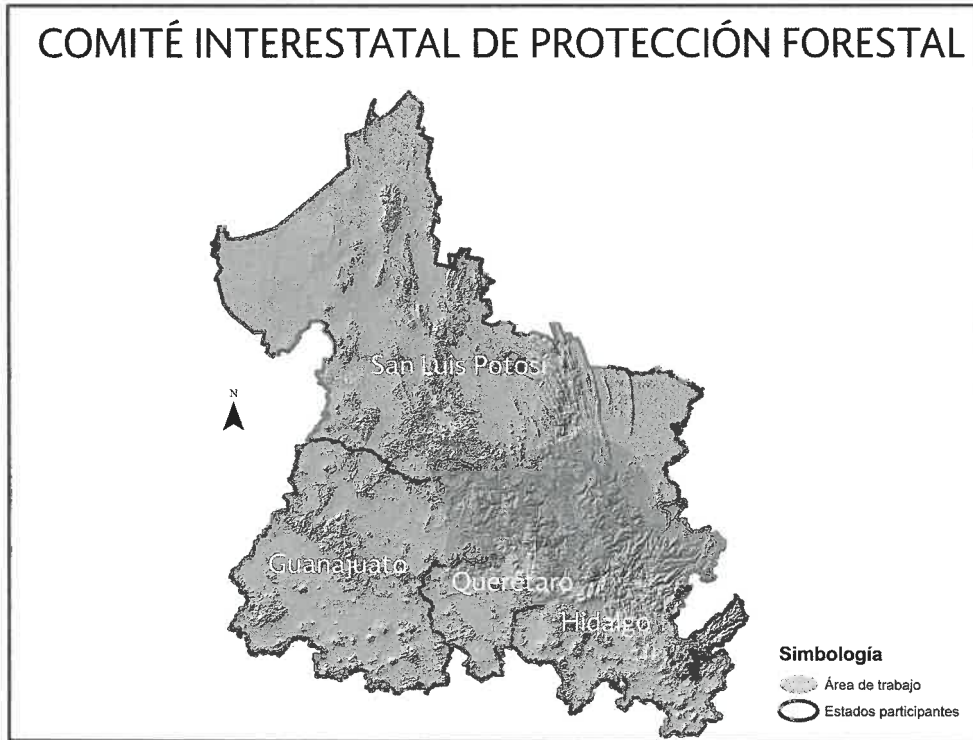 COMITÉ INTERESTATAL DE PROTECCIÓN FORESTAL
San Luis Potosí
N
Guanajuato
Querétaro
Hidalgo
Simbología
Área de trabajo
Estados participantes